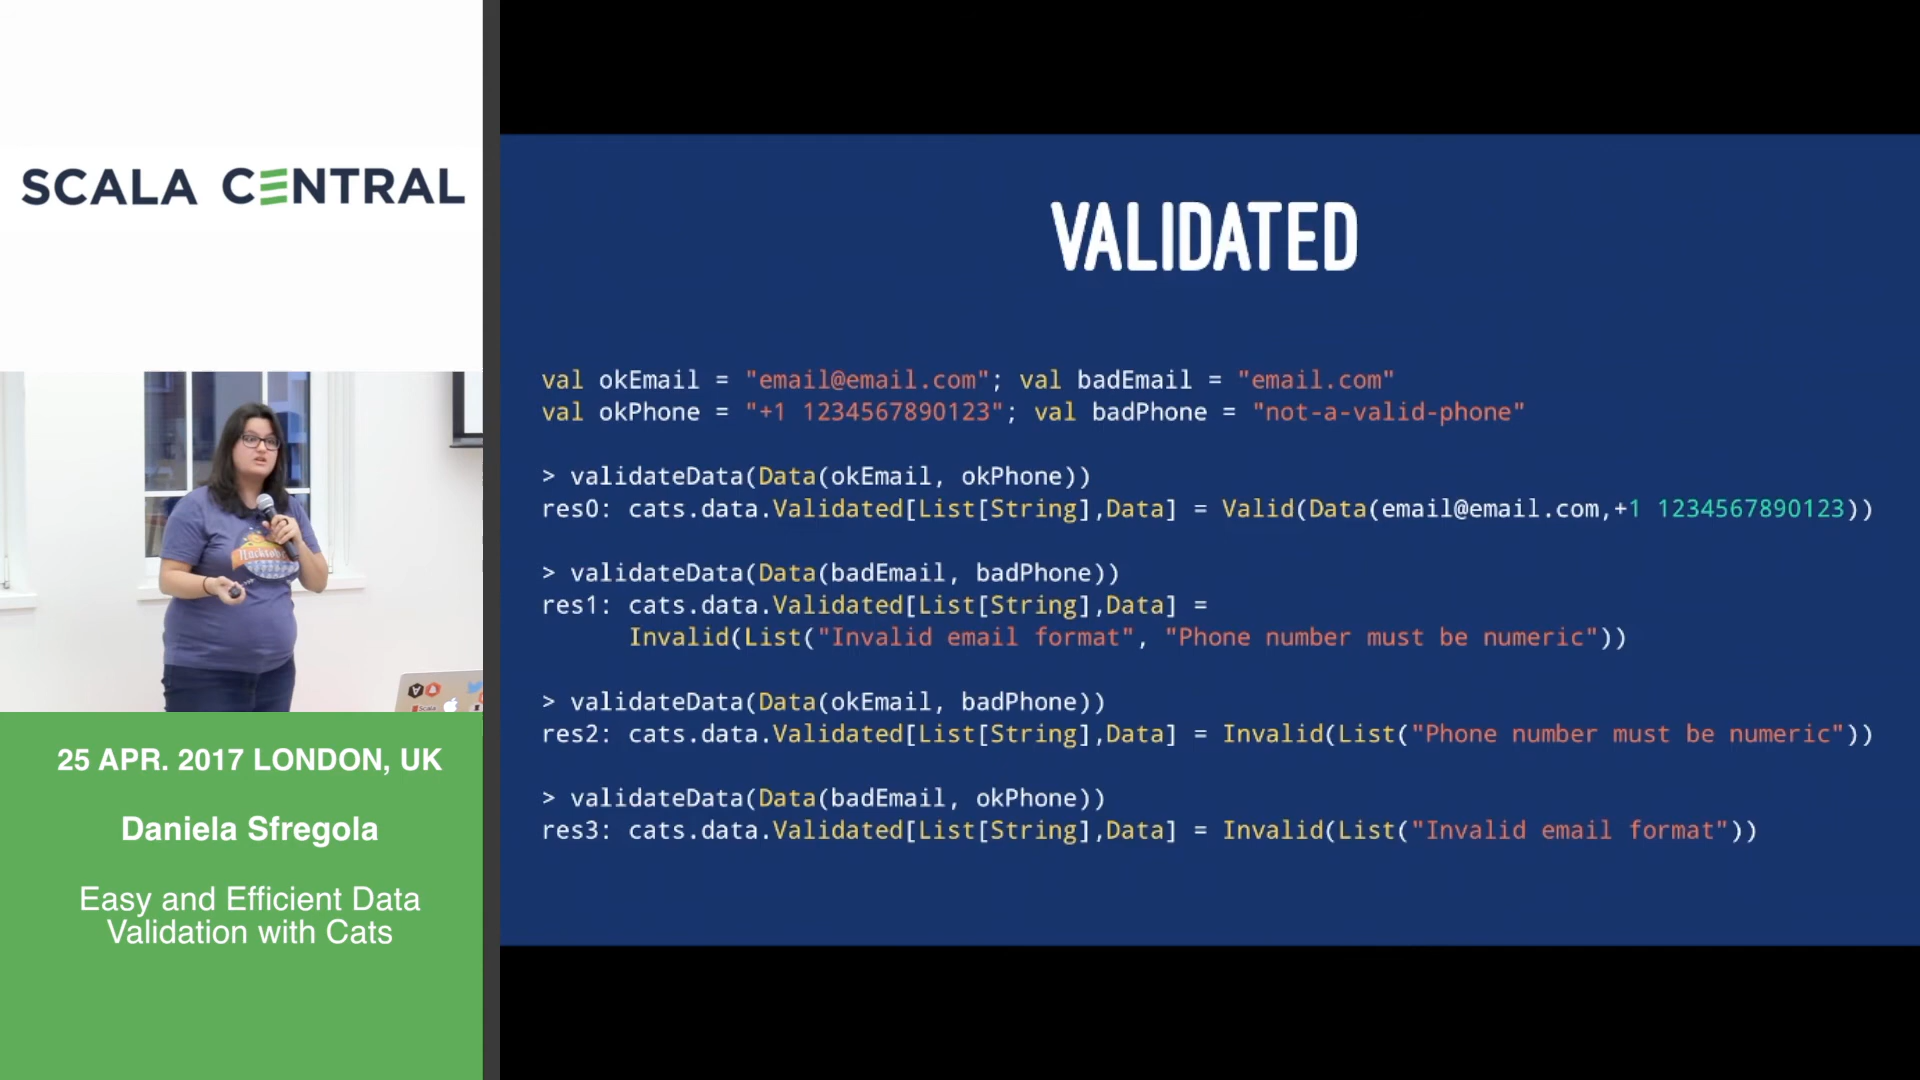 SCALA CENTRAL
25 APR. 2017 LONDON, UK
Daniela Sfregola
Easy and Efficient Data
Validation with Cats
VALIDATED
val okEmail = "email@email.com"; val badEmail = "email.com"
val okPhone = "+1 1234567890123"; val badPhone = "not-a-valid-phone"
> validateData(Data(okEmail, okPhone))
res0: cats.data.Validated[List[String],Data] = Valid(Data(email@email.com,+1 1234567890123))
> validateData(Data(badEmail, badPhone))
res1: cats.data.Validated[List[String],Data] =
Invalid(List("Invalid email format", "Phone number must be numeric"))
> validateData(Data(okEmail, badPhone))
res2: cats.data.Validated[List[String],Data] = Invalid(List("Phone number must be numeric"))
> validateData(Data(badEmail, okPhone))
res3: cats.data.Validated[List[String],Data] = Invalid(List("Invalid email format"))